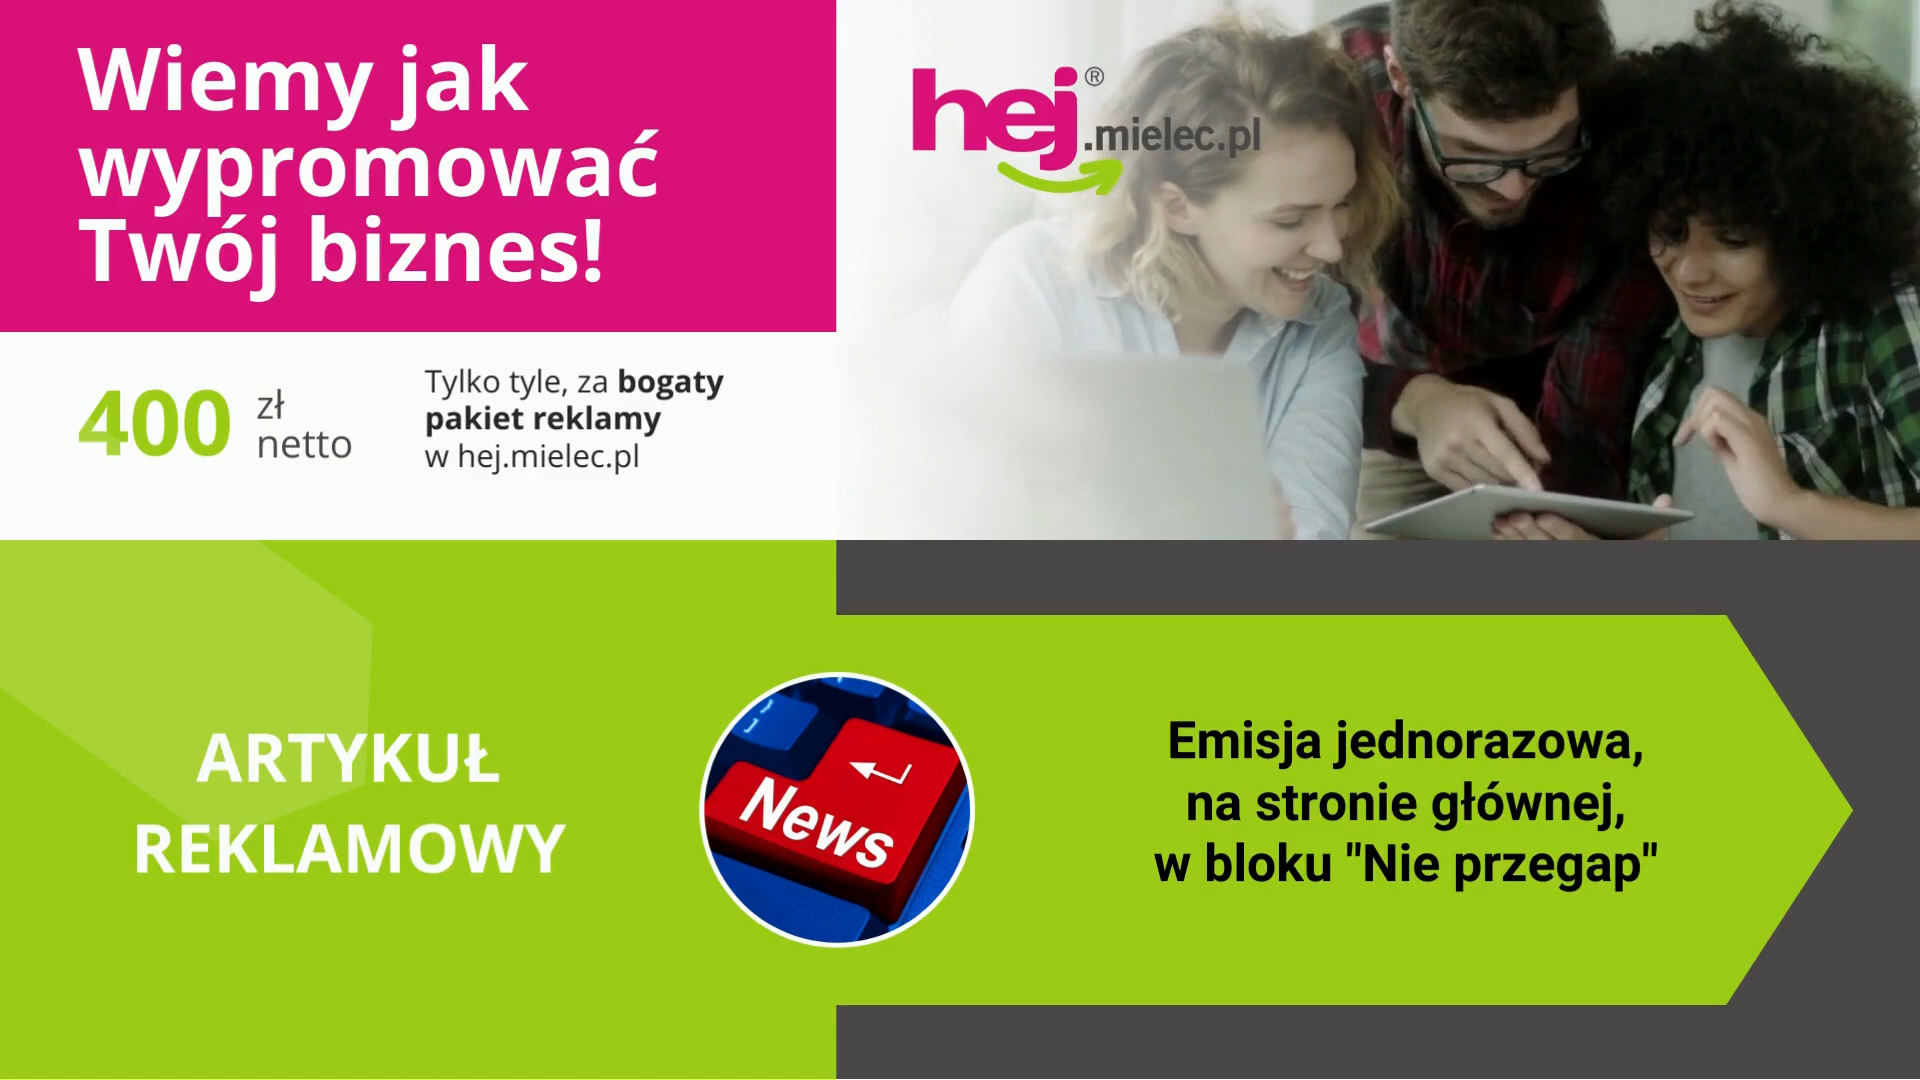 Wiemy jak
wypromować
Twój biznes!
hej®.mielec.pl
400 zł
netto
Tylko tyle, za bogaty
pakiet reklamy
w hej.mielec.pl
ARTYKUŁ
REKLAMOWY
News
Emisja jednorazowa,
na stronie głównej,
w bloku "Nie przegap"